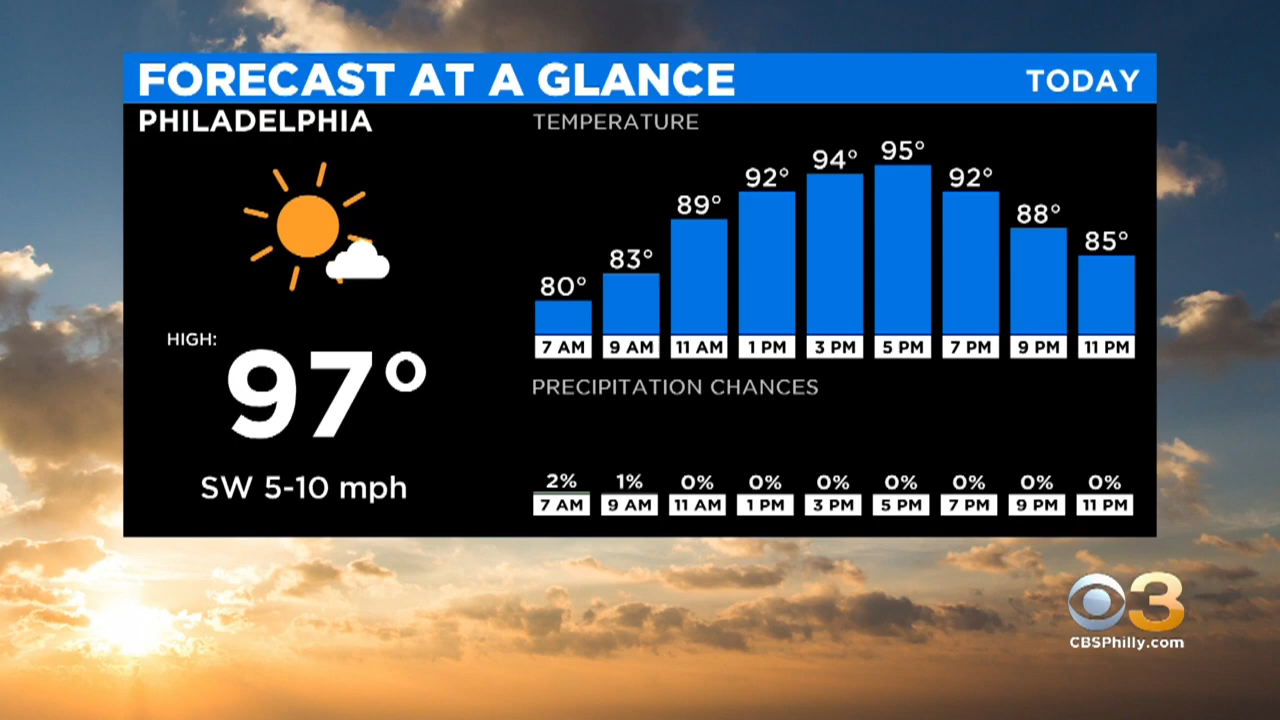 FORECAST AT A GLANCE
TODAY
PHILADELPHIA
HIGH:
97°
SW 5-10 mph
TEMPERATURE
80° 83° 89° 92° 94° 95° 92° 88° 85°
7 AM 9 AM 11 AM 1 PM 3 PM 5 PM 7 PM 9 PM 11 PM
PRECIPITATION CHANCES
2% 1% 0% 0% 0% 0% 0% 0% 0%
7 AM 9 AM 11 AM 1 PM 3 PM 5 PM 7 PM 9 PM 11 PM
3
CBSPhilly.com